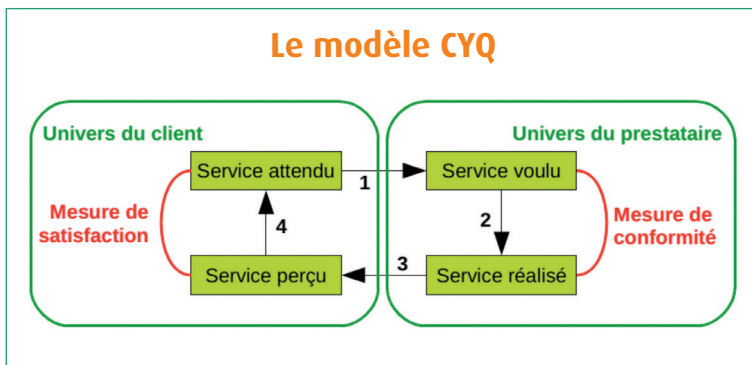 Le modèle CYQ
Univers du client
Univers du prestataire
Service attendu
1
Service voulu
Mesure de
satisfaction
4
2
Mesure de
conformité
Service perçu
3
Service réalisé